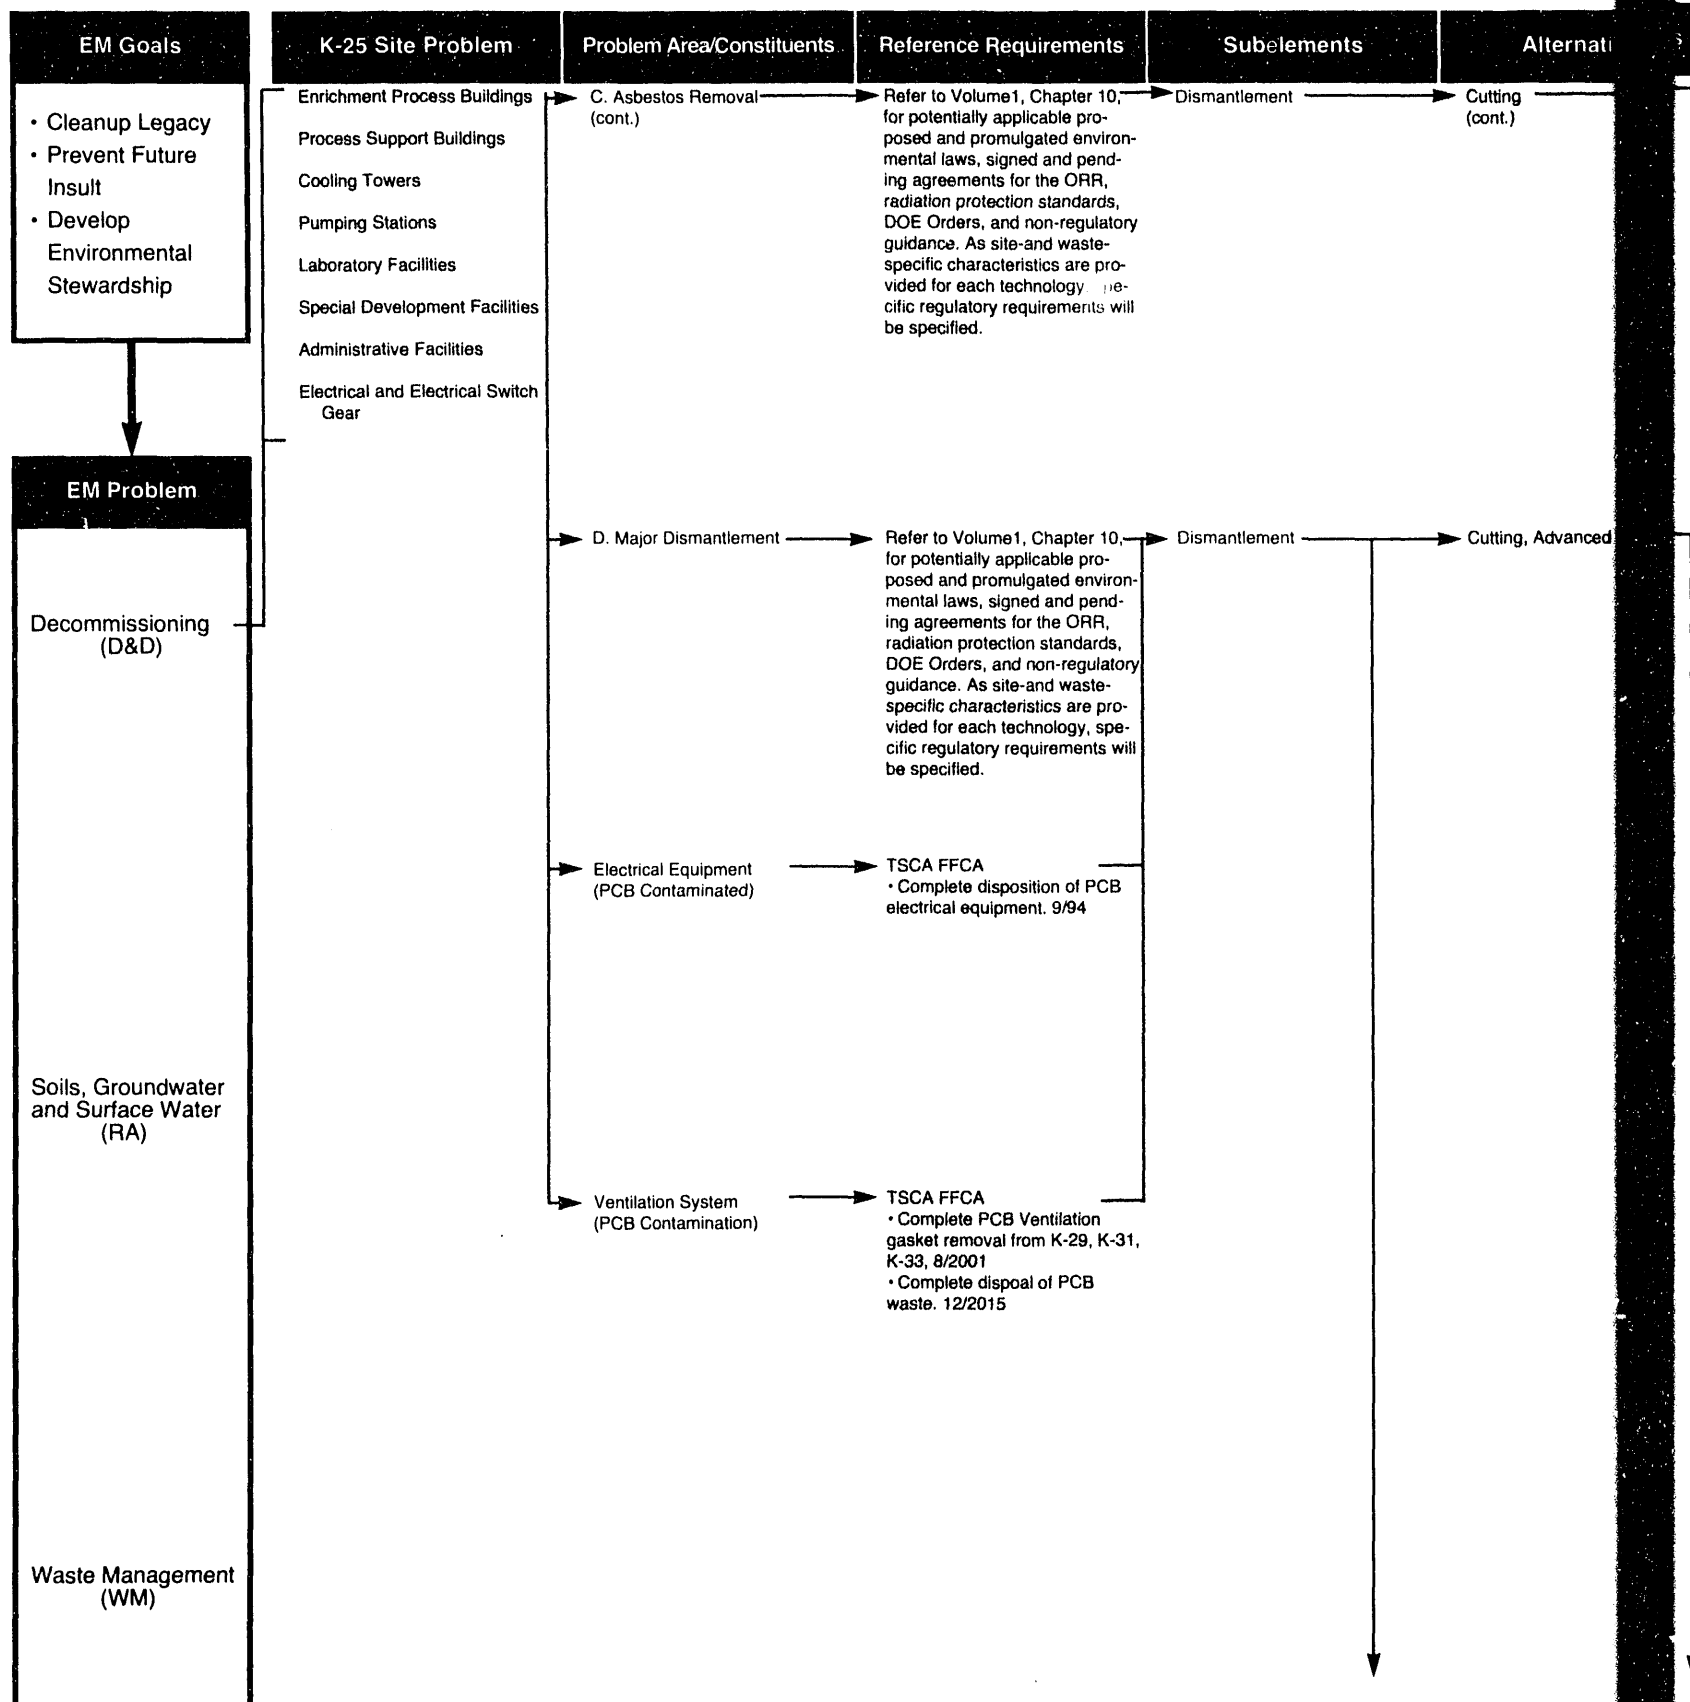 EM Goals
K-25 Site Problem
Problem Area/Constituents
Reference Requirements
Subelements
Alternati
• Cleanup Legacy
• Prevent Future
Insult
• Develop
Environmental
Stewardship
EM Problem
Decommissioning
(D&D)
Soils, Groundwater
and Surface Water
(RA)
Waste Management
(WM)
Enrichment Process Buildings
Process Support Buildings
Cooling Towers
Pumping Stations
Laboratory Facilities
Special Development Facilities
Administrative Facilities
Electrical and Electrical Switch
Gear
C. Asbestos Removal
(cont.)
Refer to Volume1, Chapter 10,
for potentially applicable pro-
posed and promulgated environ-
mental laws, signed and pend-
ing agreements for the ORR,
radiation protection standards,
DOE Orders, and non-regulatory
guidance. As site-and waste-
specific characteristics are pro-
vided for each technology
cific regulatory requirements will
be specified.
Dismantlement
Cutting
(cont.)
D. Major Dismantlement
Refer to Volume1, Chapter 10,
for potentially applicable pro-
posed and promulgated environ-
mental laws, signed and pend-
ing agreements for the ORR,
radiation protection standards,
DOE Orders, and non-regulatory
guidance. As site-and waste-
specific characteristics are pro-
vided for each technology, spe-
cific regulatory requirements will
be specified.
Dismantlement
Cutting, Advanced
Electrical Equipment
(PCB Contaminated)
TSCA FFCA
• Complete disposition of PCB
electrical equipment. 9/94
Ventilation System
(PCB Contamination)
TSCA FFCA
• Complete PCB Ventilation
gasket removal from K-29, K-31,
K-33, 8/2001
• Complete dispoal of PCB
waste. 12/2015